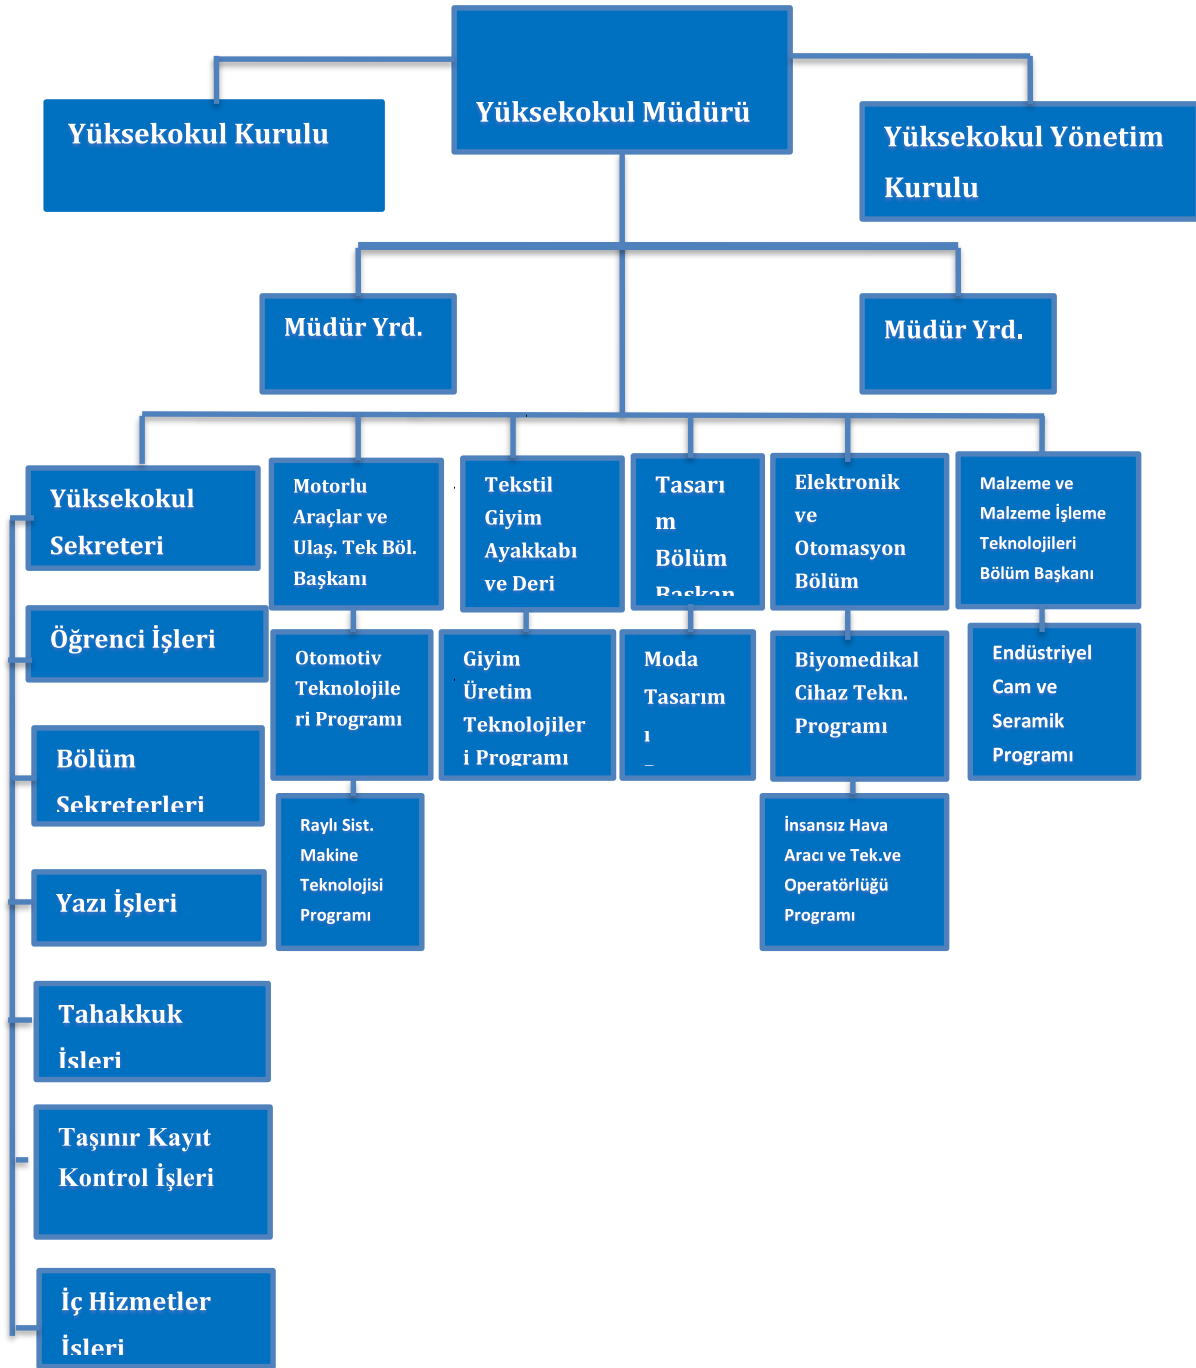 Yüksekokul Müdürü
Yüksekokul Kurulu
Yüksekokul Yönetim
Kurulu
Müdür Yrd.
Müdür Yrd.
Yüksekokul
Sekreteri
Motorlu
Araçlar ve
Ulaş. Tek Böl.
Başkanı
Tekstil
Giyim
Ayakkabı
ve Deri
Tasarı
m
Bölüm
Başkan
Elektronik
ve
Otomasyon
Bölüm
Malzeme ve
Malzeme İşleme
Teknolojileri
Bölüm Başkanı
Öğrenci İşleri
Otomotiv
Teknolojile
ri Programı
Giyim
Üretim
Teknolojiler
i Programı
Moda
Tasarım
ı
Biyomedikal
Cihaz Tekn.
Programı
Endüstriyel
Cam ve
Seramik
Programı
Bölüm
Sekreterleri
Raylı Sist.
Makine
Teknolojisi
Programı
İnsansız Hava
Aracı ve Tek.ve
Operatörlüğü
Programı
Yazı İşleri
Tahakkuk
İşleri
Taşınır Kayıt
Kontrol İşleri
İç Hizmetler
İşleri